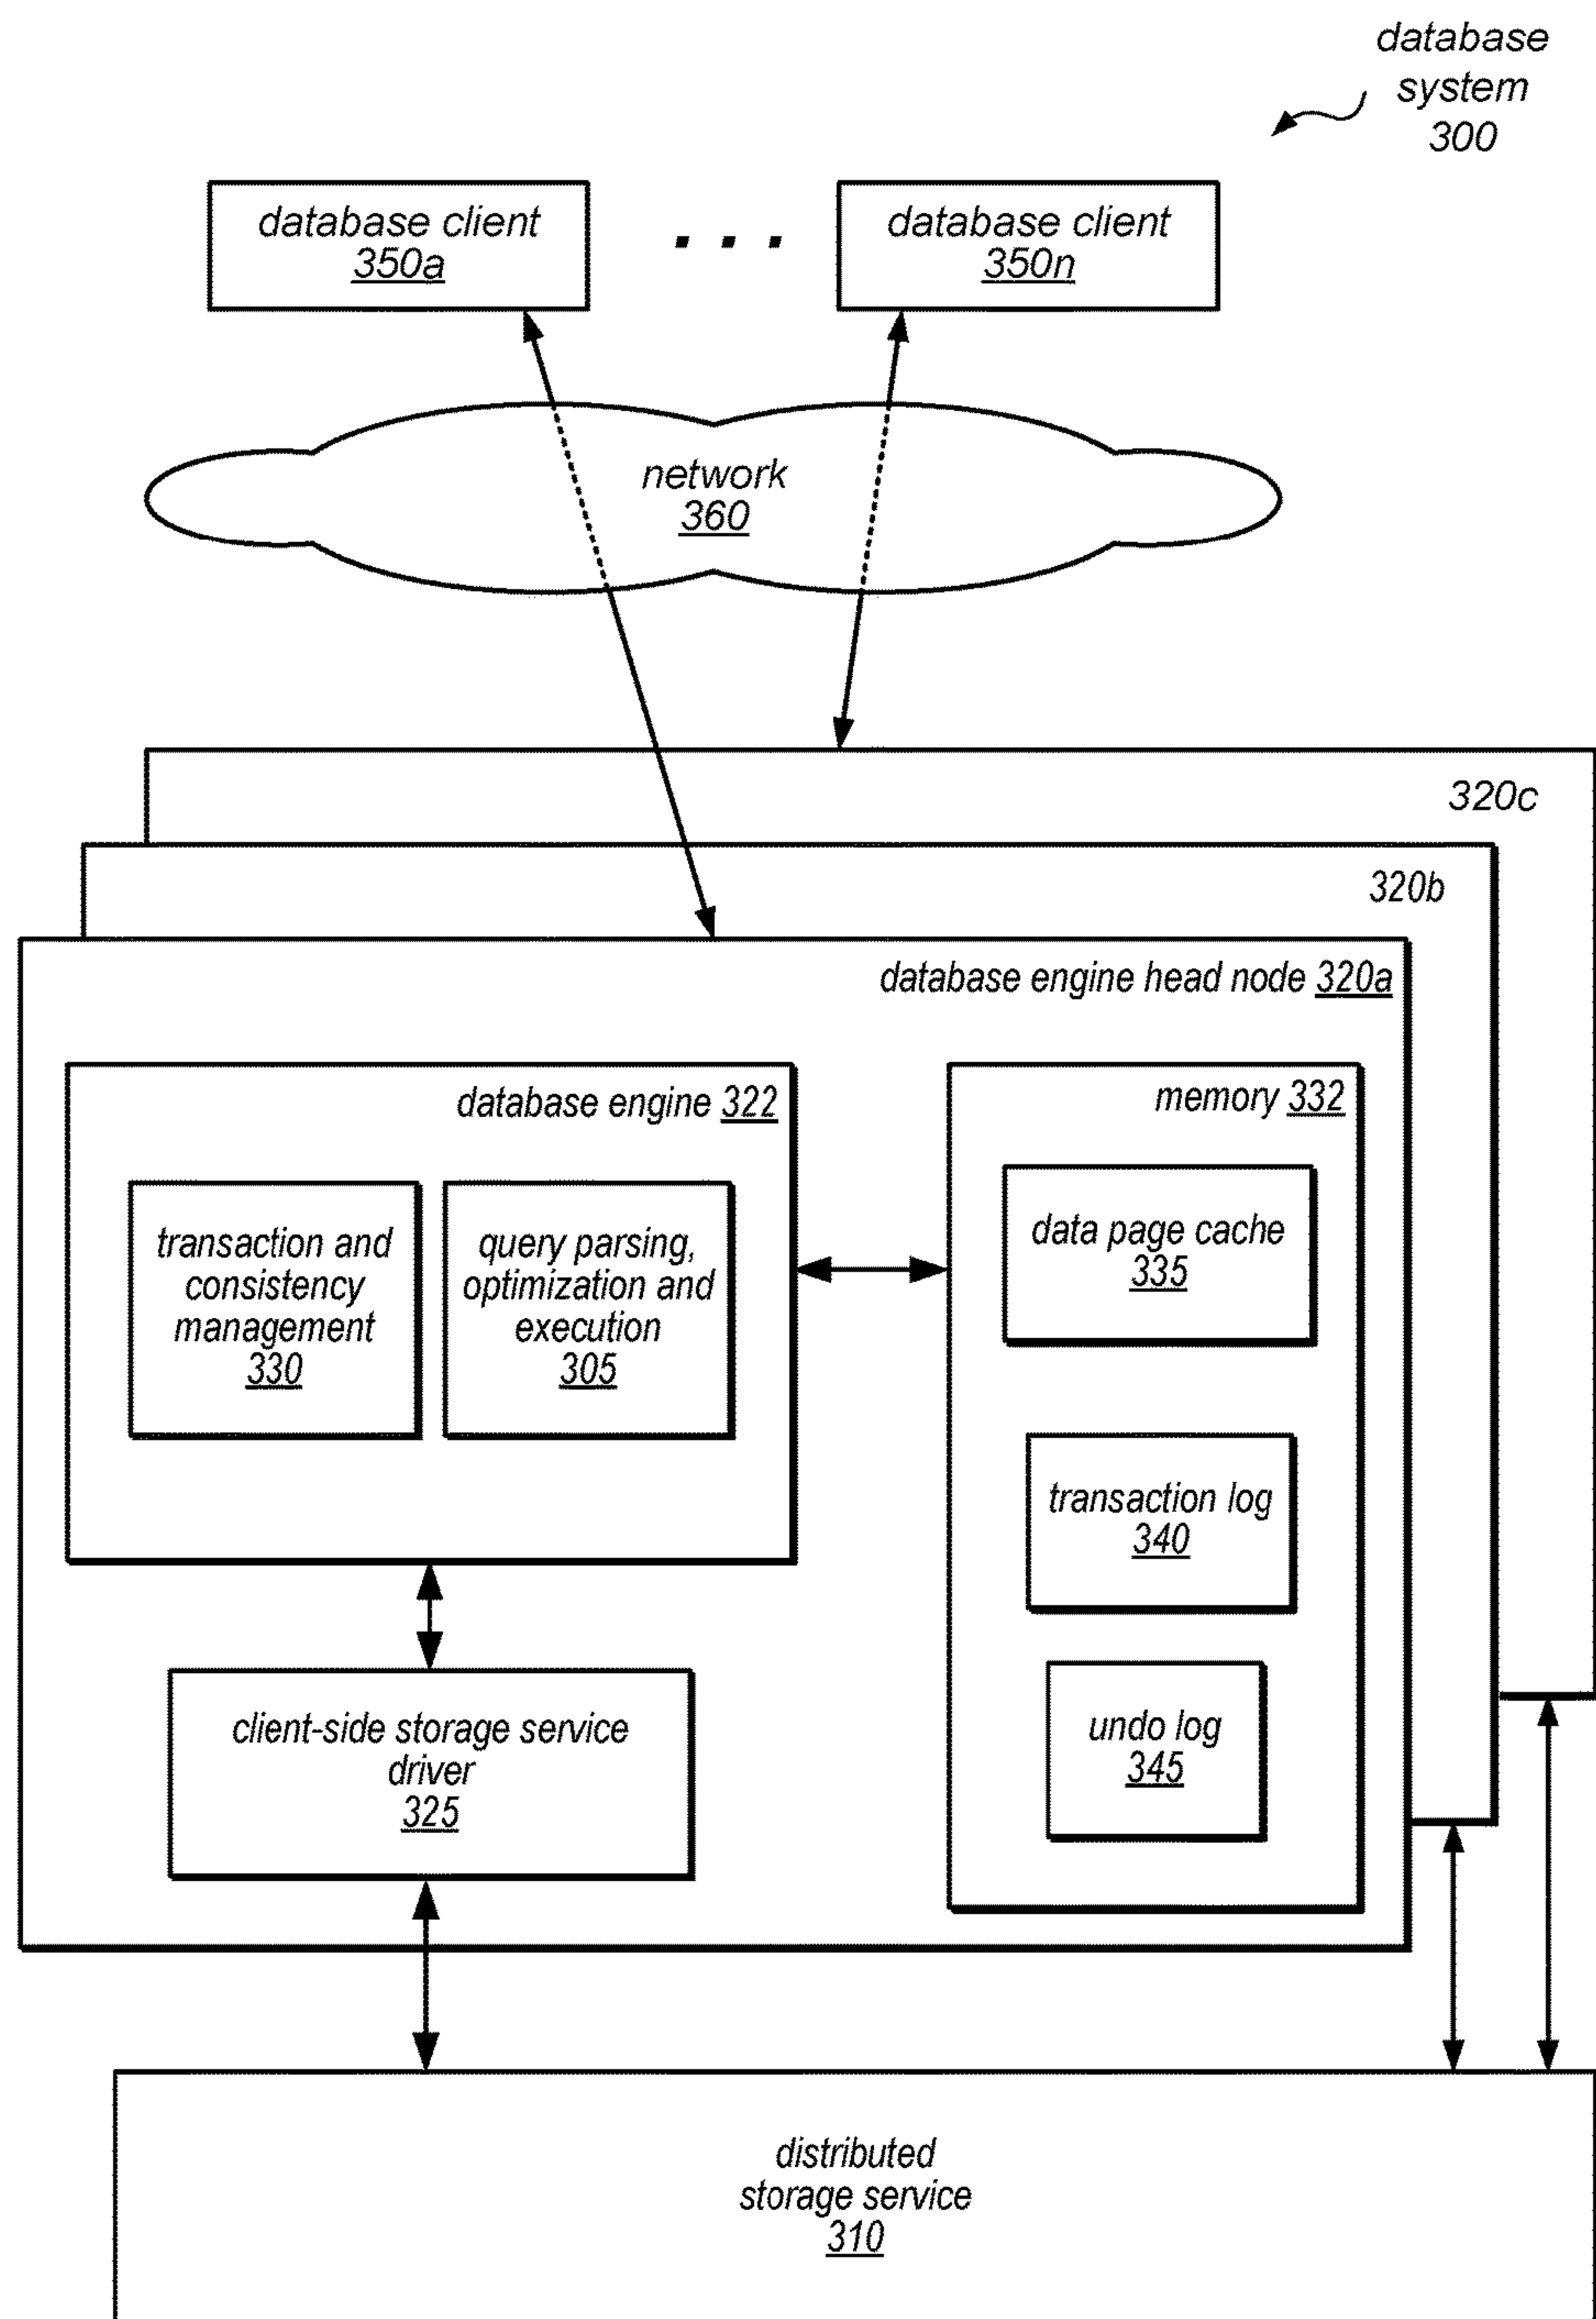 database
system
300
database client
350a
. . .
database client
350n
network
360
320c
320b
database engine head node 320a
database engine 322
memory 332
transaction and
consistency
management
330
query parsing,
optimization and
execution
305
data page cache
335
transaction log
340
undo log
345
client-side storage service
driver
325
distributed
storage service
310